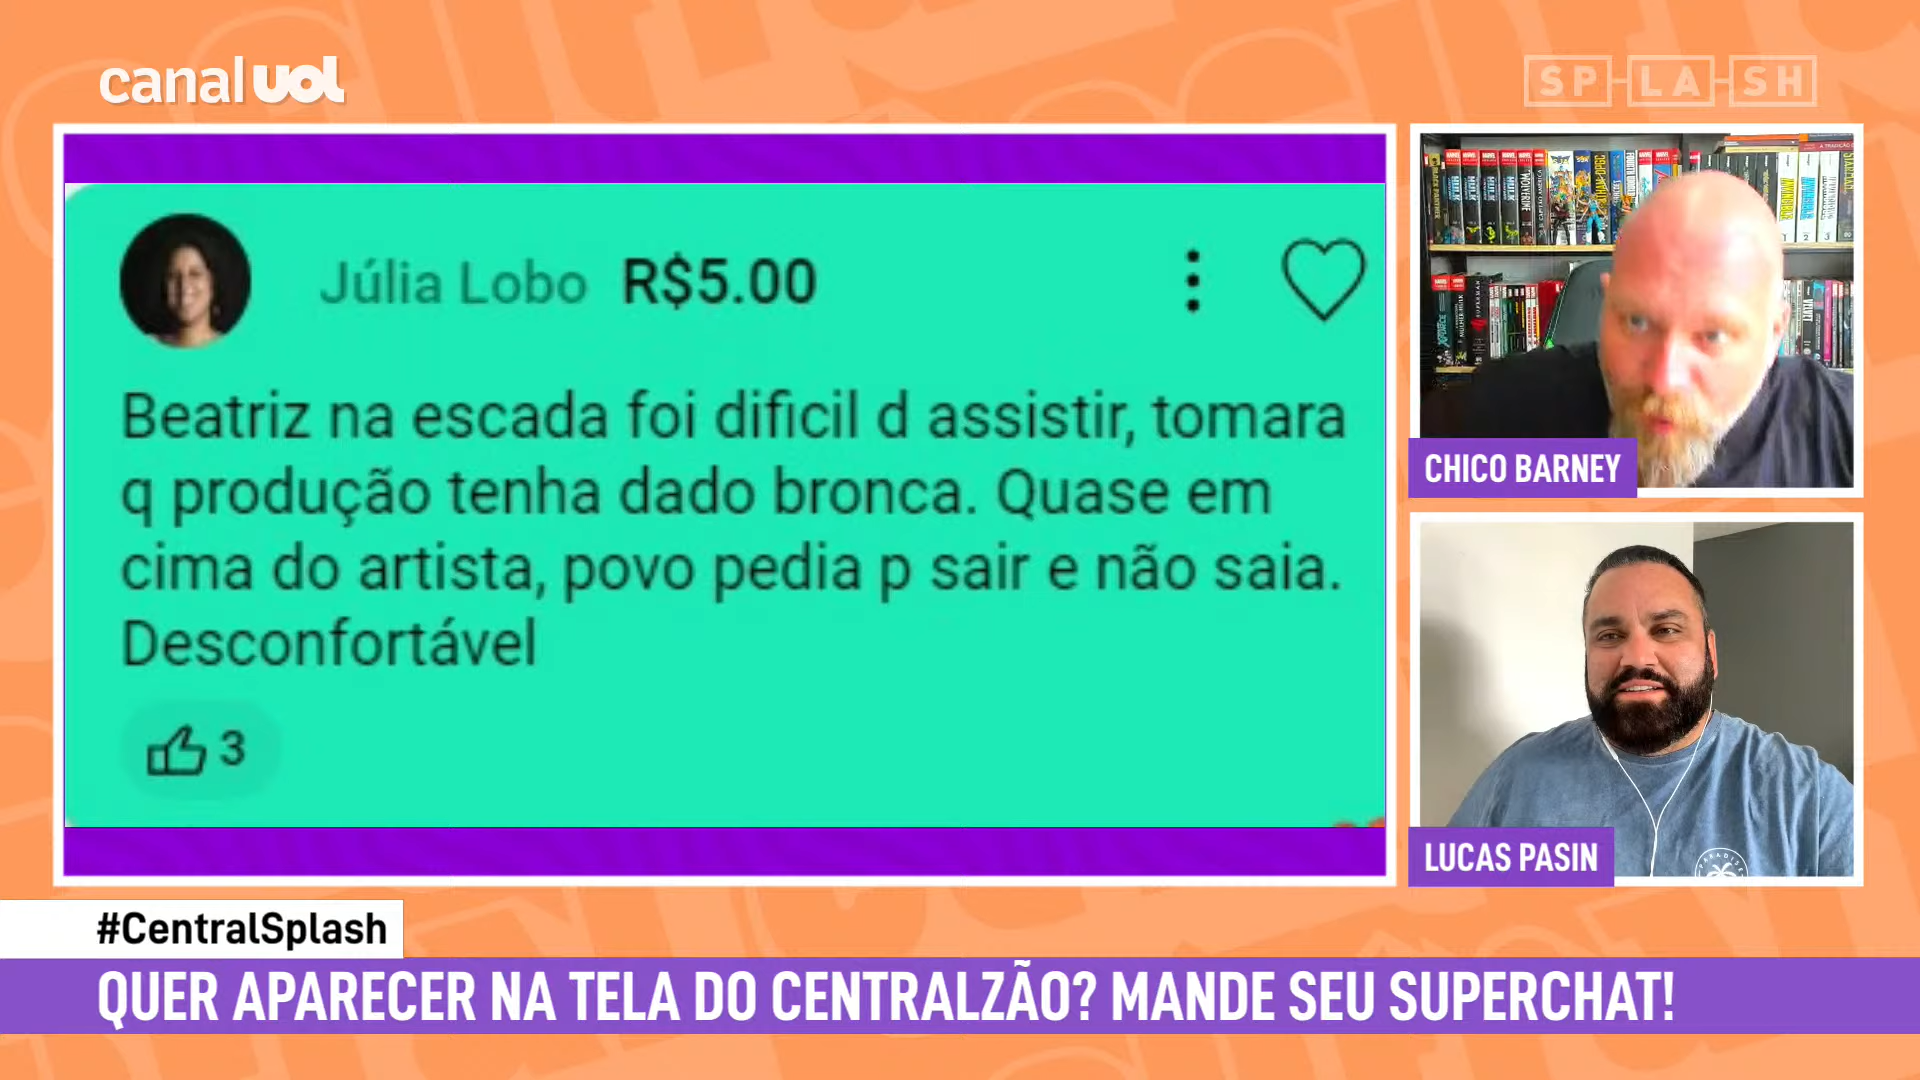 canal UOL
SPLASH
Júlia Lobo R$5.00
Beatriz na escada foi dificil d assistir, tomara
q produção tenha dado bronca. Quase em
cima do artista, povo pedia p sair e não saia.
Desconfortável
3
CHICO BARNEY
LUCAS PASIN
PARADISE
#CentralSplash
QUER APARECER NA TELA DO CENTRALZÃO? MANDE SEU SUPERCHAT!